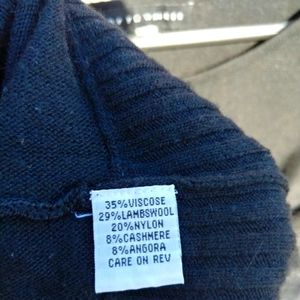 35%VISCOSE
29%LAMBSWOOL
20%NYLON
8%CASHMERE
8%ANGORA
CARE ON REV